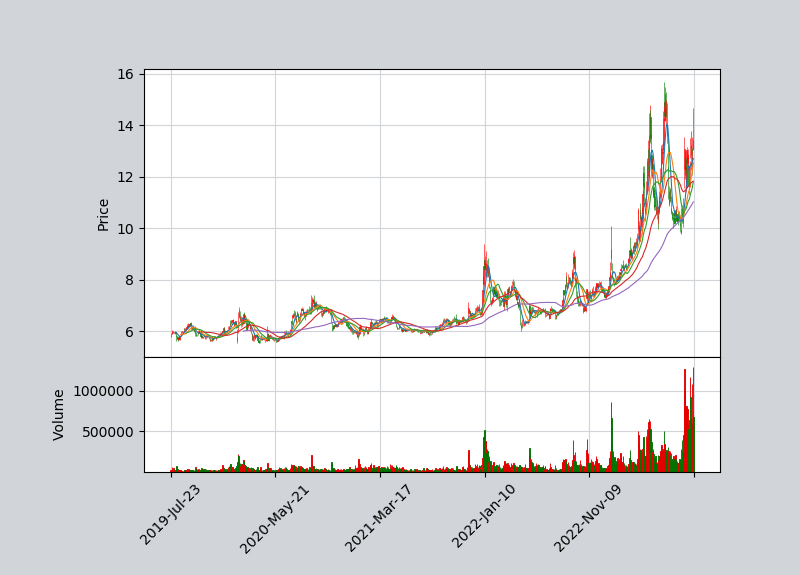 16
14
12
10
8
6
Price
1000000
500000
Volume
2019-Jul-23
2020-May-21
2021-Mar-17
2022-Jan-10
2022-Nov-09